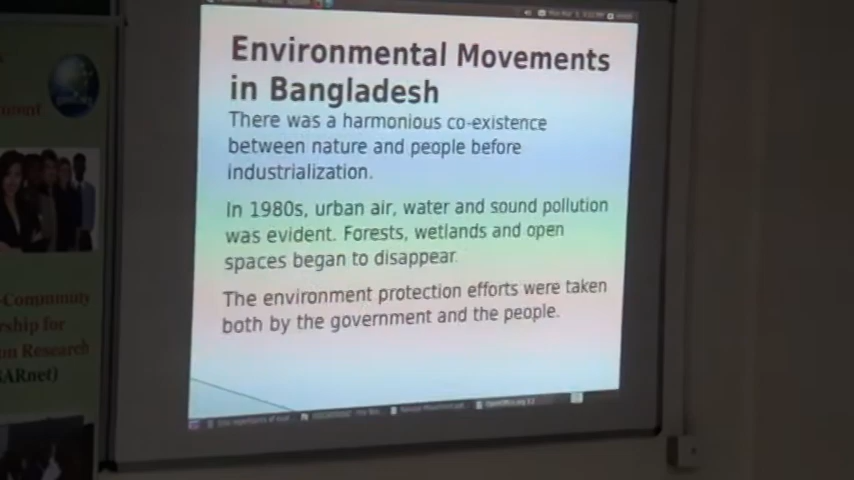 Environmental Movements
in Bangladesh
There was a harmonious co-existence
between nature and people before
industrialization.
In 1980s, urban air, water and sound pollution
was evident. Forests, wetlands and open
spaces began to disappear.
The environment protection efforts were taken
both by the government and the people.
-Community
rship for
on Research
ARnet)